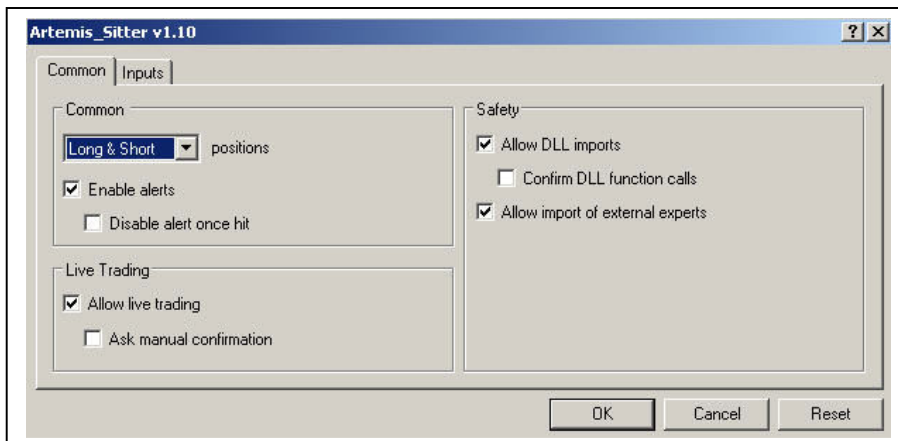 Artemis_Sitter v1.10
Common
Inputs
Common
Long & Short
positions
Enable alerts
Disable alert once hit
Live Trading
Allow live trading
Ask manual confirmation
Safety
Allow DLL imports
Confirm DLL function calls
Allow import of external experts
OK
Cancel
Reset